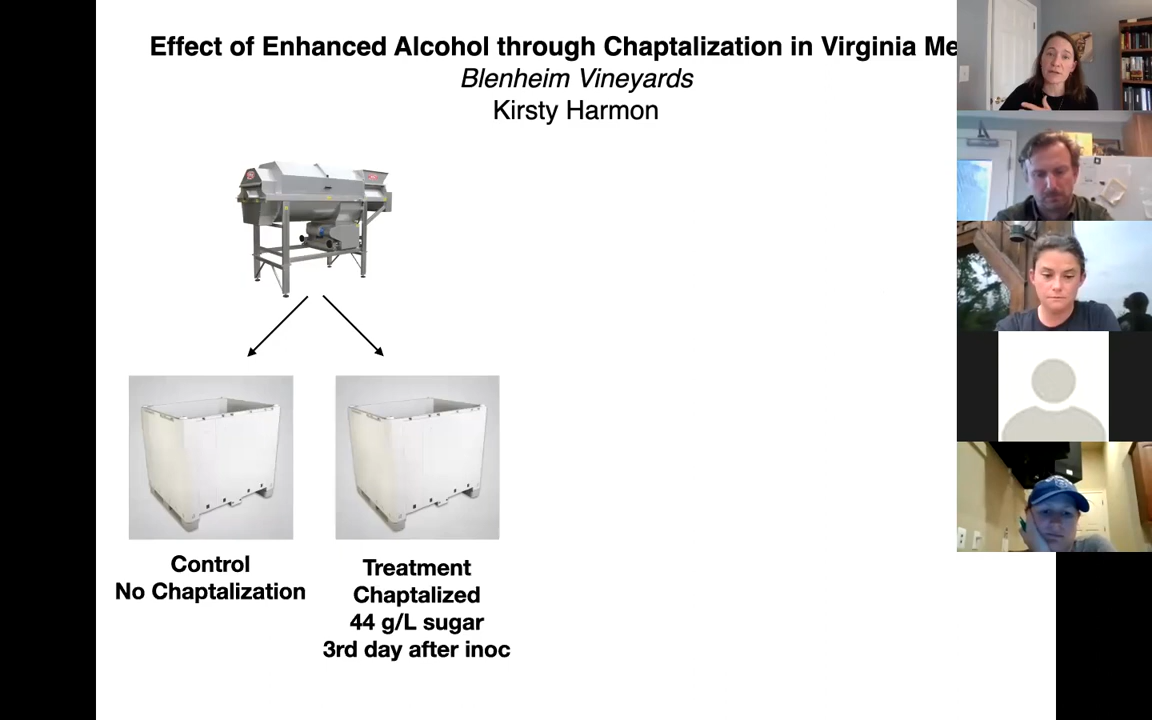 Effect of Enhanced Alcohol through Chaptalization in Virginia Me
Blenheim Vineyards
Kirsty Harmon
Control
No Chaptalization
Treatment
Chaptalized
44 g/L sugar
3rd day after inoc